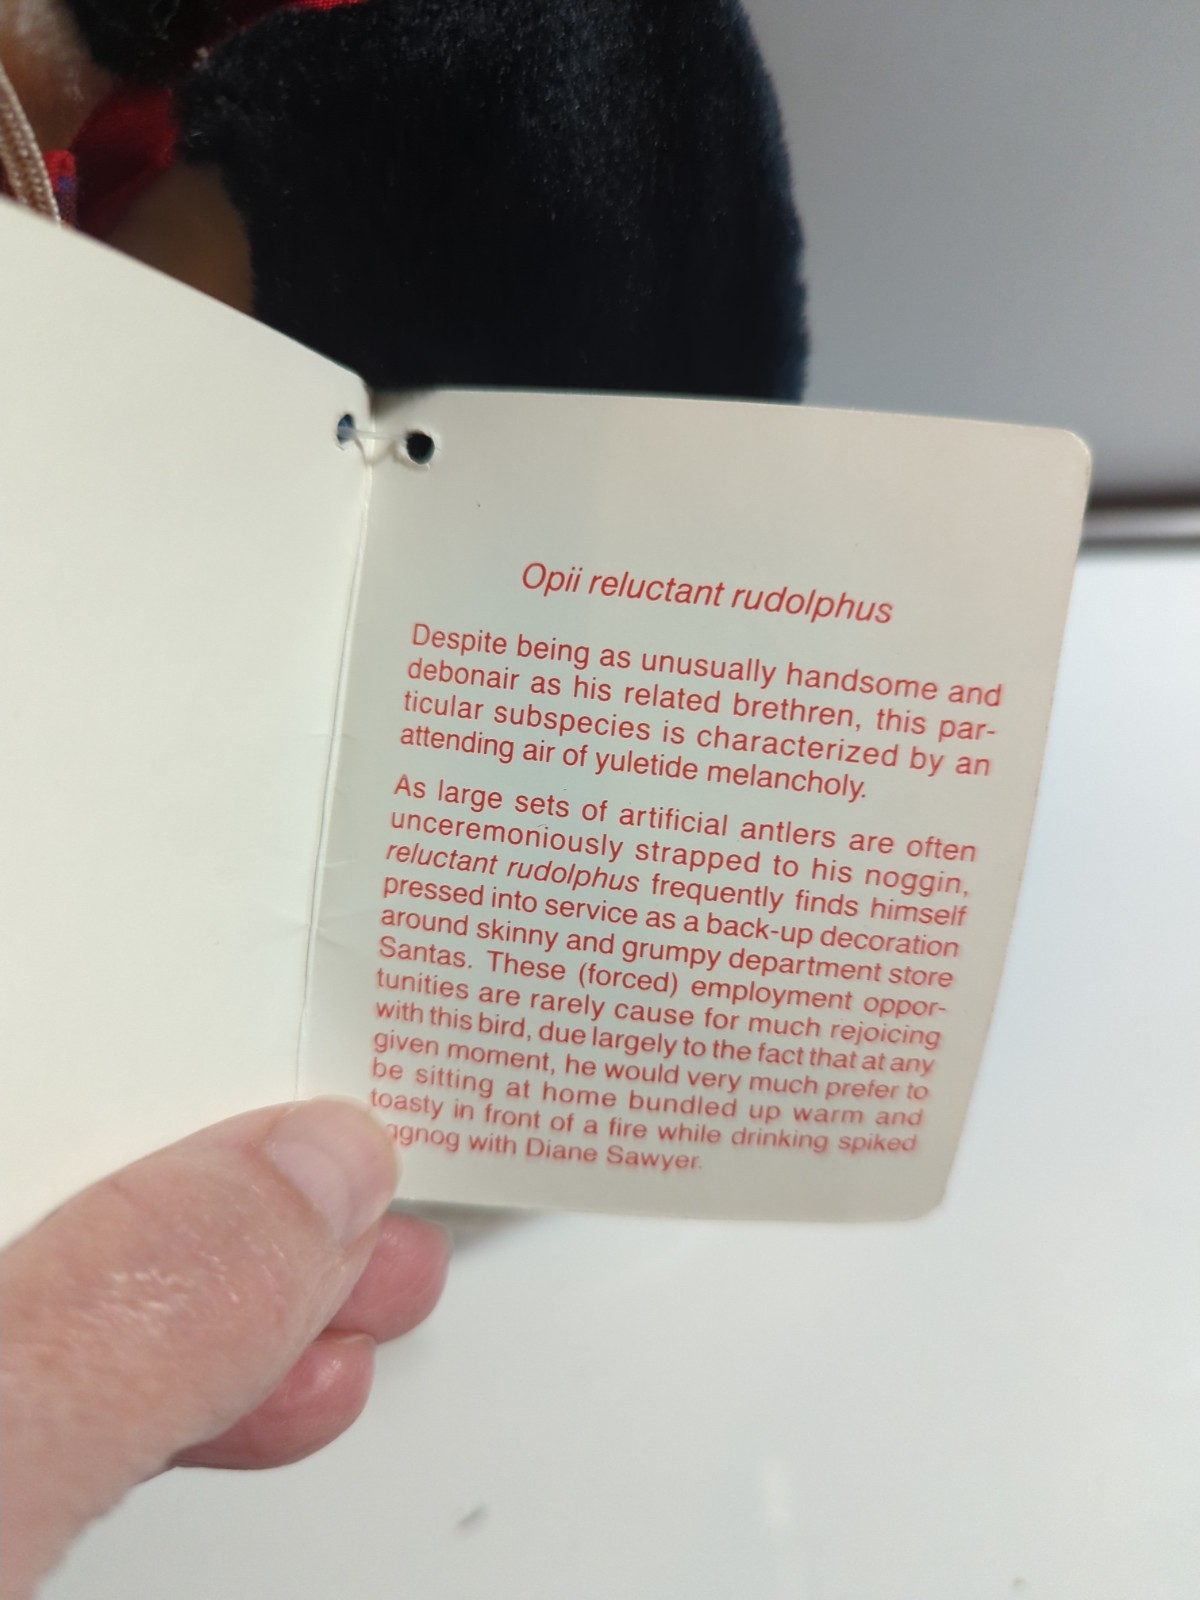 Opii reluctant rudolphus
Despite being as unusually handsome and
debonair as his related brethren, this par-
ticular subspecies is characterized by an
attending air of yuletide melancholy.
As large sets of artificial antlers are often
unceremoniously strapped to his noggin,
reluctant rudolphus frequently finds himself
pressed into service as a back-up decoration
around skinny and grumpy department store
Santas. These (forced) employment oppor-
tunities are rarely cause for much rejoicing
with this bird, due largely to the fact that at any
given moment, he would very much prefer to
be sitting at home bundled up warm and
toasty in front of a fire while drinking spiked
ggnog with Diane Sawyer.